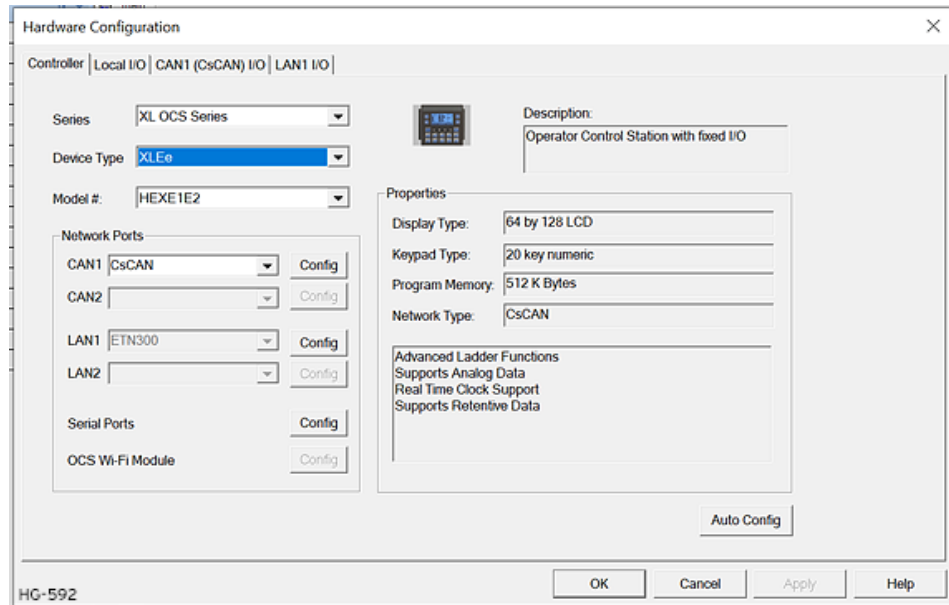 Hardware Configuration
Controller Local I/O CAN1 (CsCAN) I/O LAN1 I/O
Series XL OCS Series
Device Type XLEe
Model #: HEXE1E2
Network Ports
CAN1 CsCAN Config
CAN2 Config
LAN1 ETN300 Config
LAN2 Config
Serial Ports Config
OCS Wi-Fi Module Config
Description:
Operator Control Station with fixed I/O
Properties
Display Type: 64 by 128 LCD
Keypad Type: 20 key numeric
Program Memory: 512 K Bytes
Network Type: CsCAN
Advanced Ladder Functions
Supports Analog Data
Real Time Clock Support
Supports Retentive Data
Auto Config
OK Cancel Apply Help
HG-592